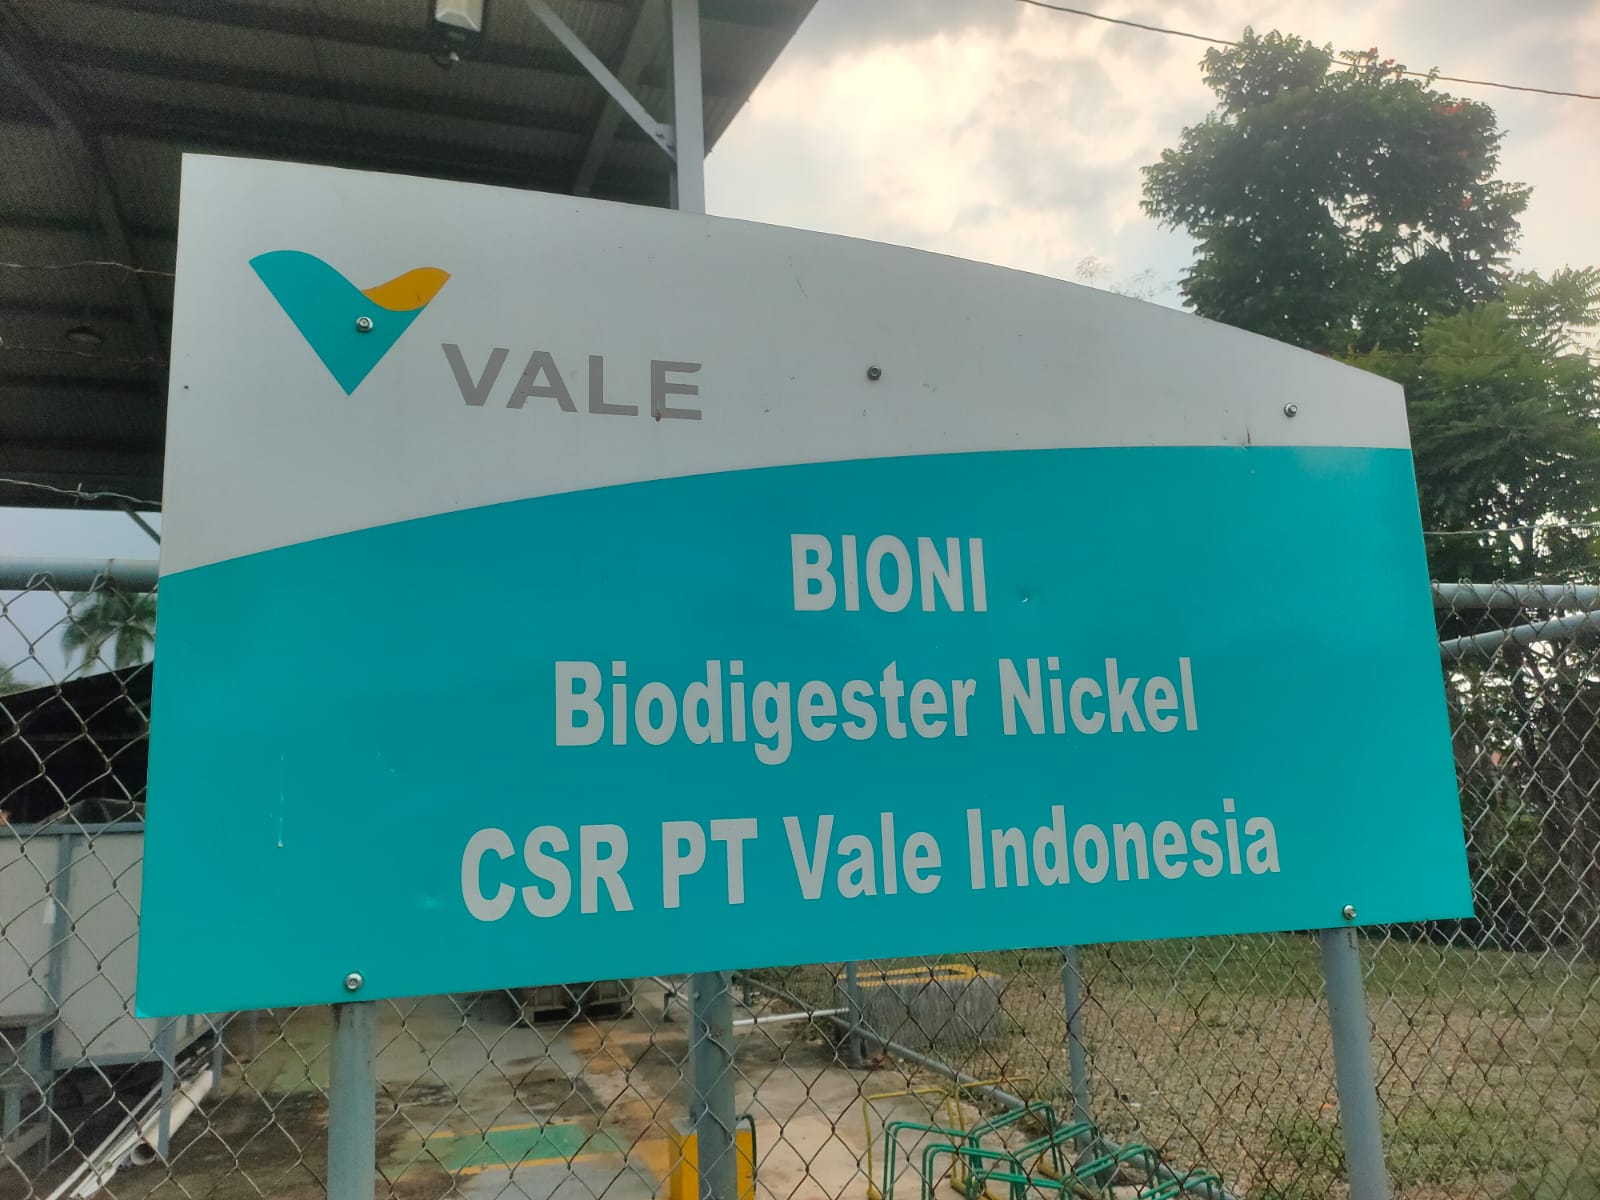 VALE
BIONI
Biodigester Nickel
CSR PT Vale Indonesia